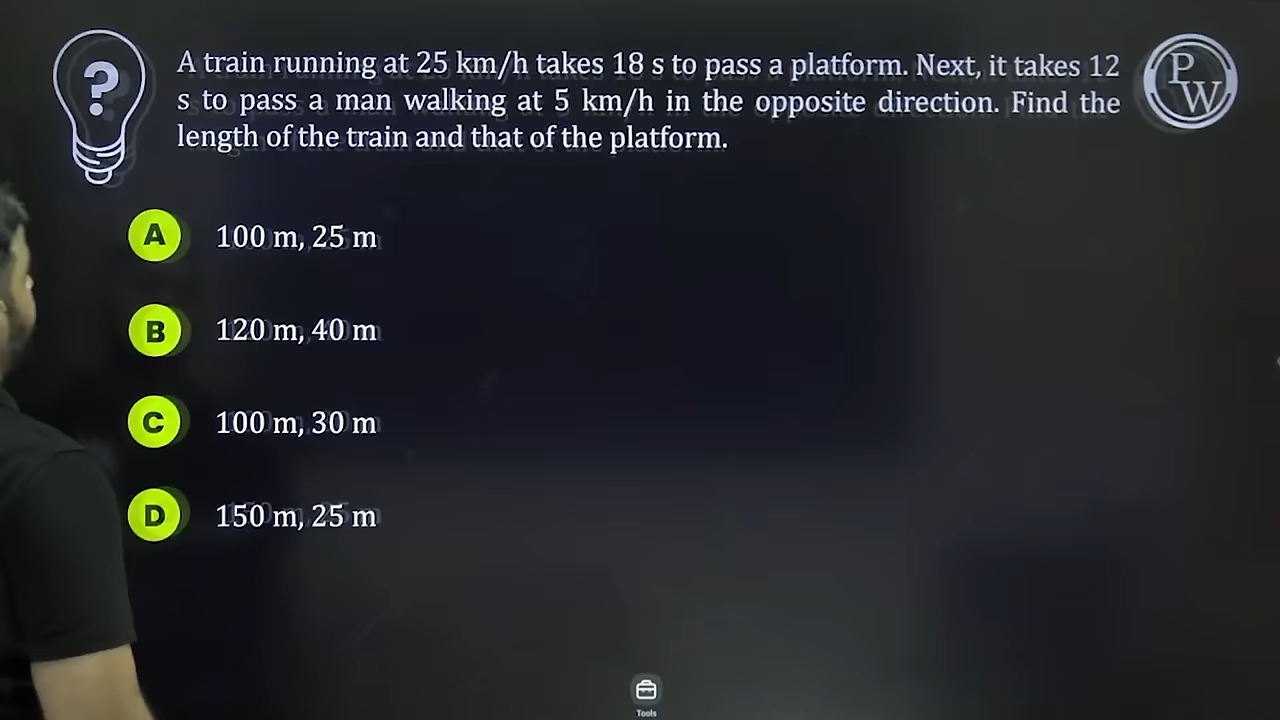 ?
A train running at 25 km/h takes 18 s to pass a platform. Next, it takes 12
s to pass a man walking at 5 km/h in the opposite direction. Find the
length of the train and that of the platform.
PW
A 100 m, 25 m
B 120 m, 40 m
C 100 m, 30 m
D 150 m, 25 m
Tools